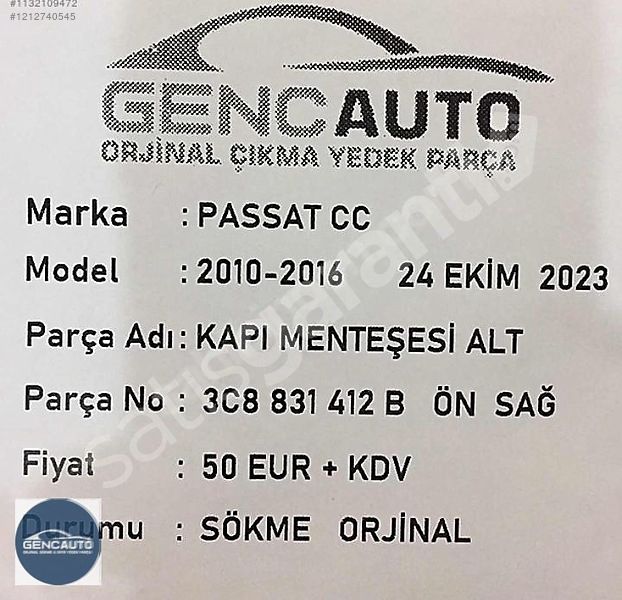 #1132109472
#1212740545
GENCAUTO
ORJİNAL ÇIKMA YEDEK PARÇA
Marka : PASSAT CC
Model : 2010-2016 24 EKİM 2023
Parça Adı : KAPI MENTEŞESİ ALT
Parça No : 3C8 831 412 B ÖN SAĞ
Fiyat : 50 EUR + KDV
Durumu : SÖKME ORJİNAL
GENCAUTO
satısgaranti